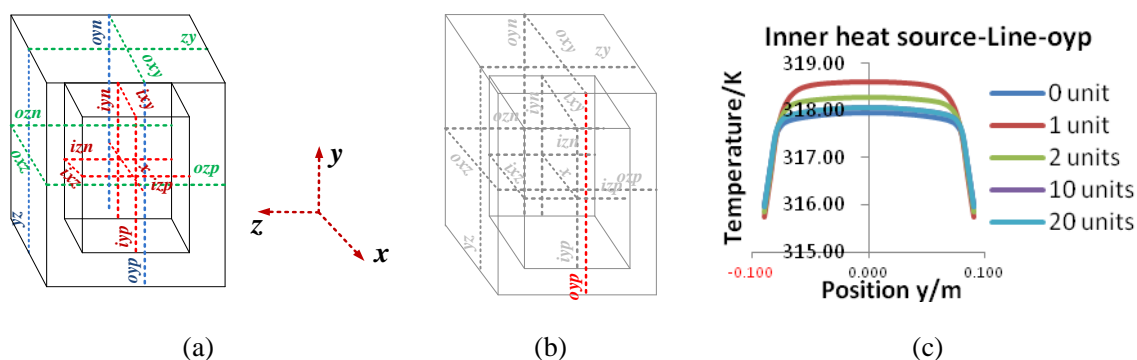 oyn
zy
oxy
iyn
ixy
ozn
izn
oxz
ixz
x
ozp
izp
yz
iyp
oyp
y
z
x
oyn
zy
oxy
iyn
ixy
ozn
izn
oxz
ixz
x
ozp
izp
yz
iyp
oyp
Inner heat source-Line-oyp
Temperature/K
319.00
318.00
317.00
316.00
315.00
-0.100 0.000 0.100
Position y/m
0 unit
1 unit
2 units
10 units
20 units
(a) (b) (c)